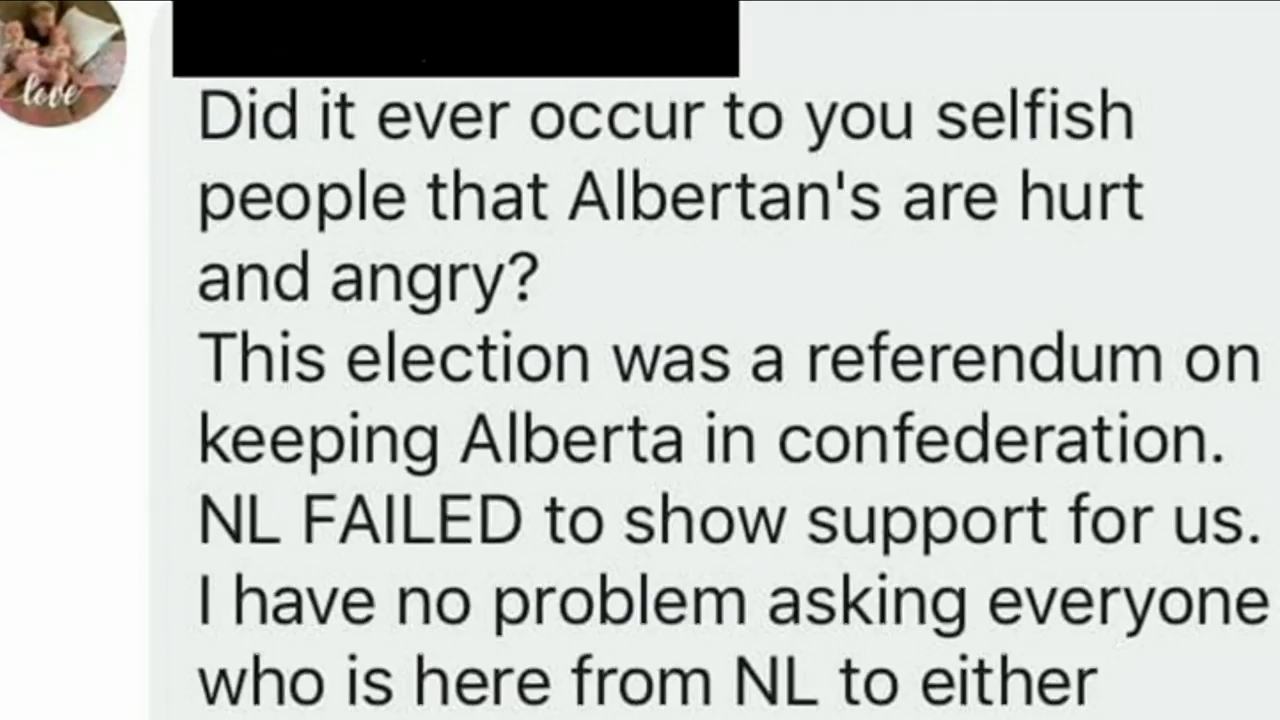 love
Did it ever occur to you selfish
people that Albertan's are hurt
and angry?
This election was a referendum on
keeping Alberta in confederation.
NL FAILED to show support for us.
I have no problem asking everyone
who is here from NL to either